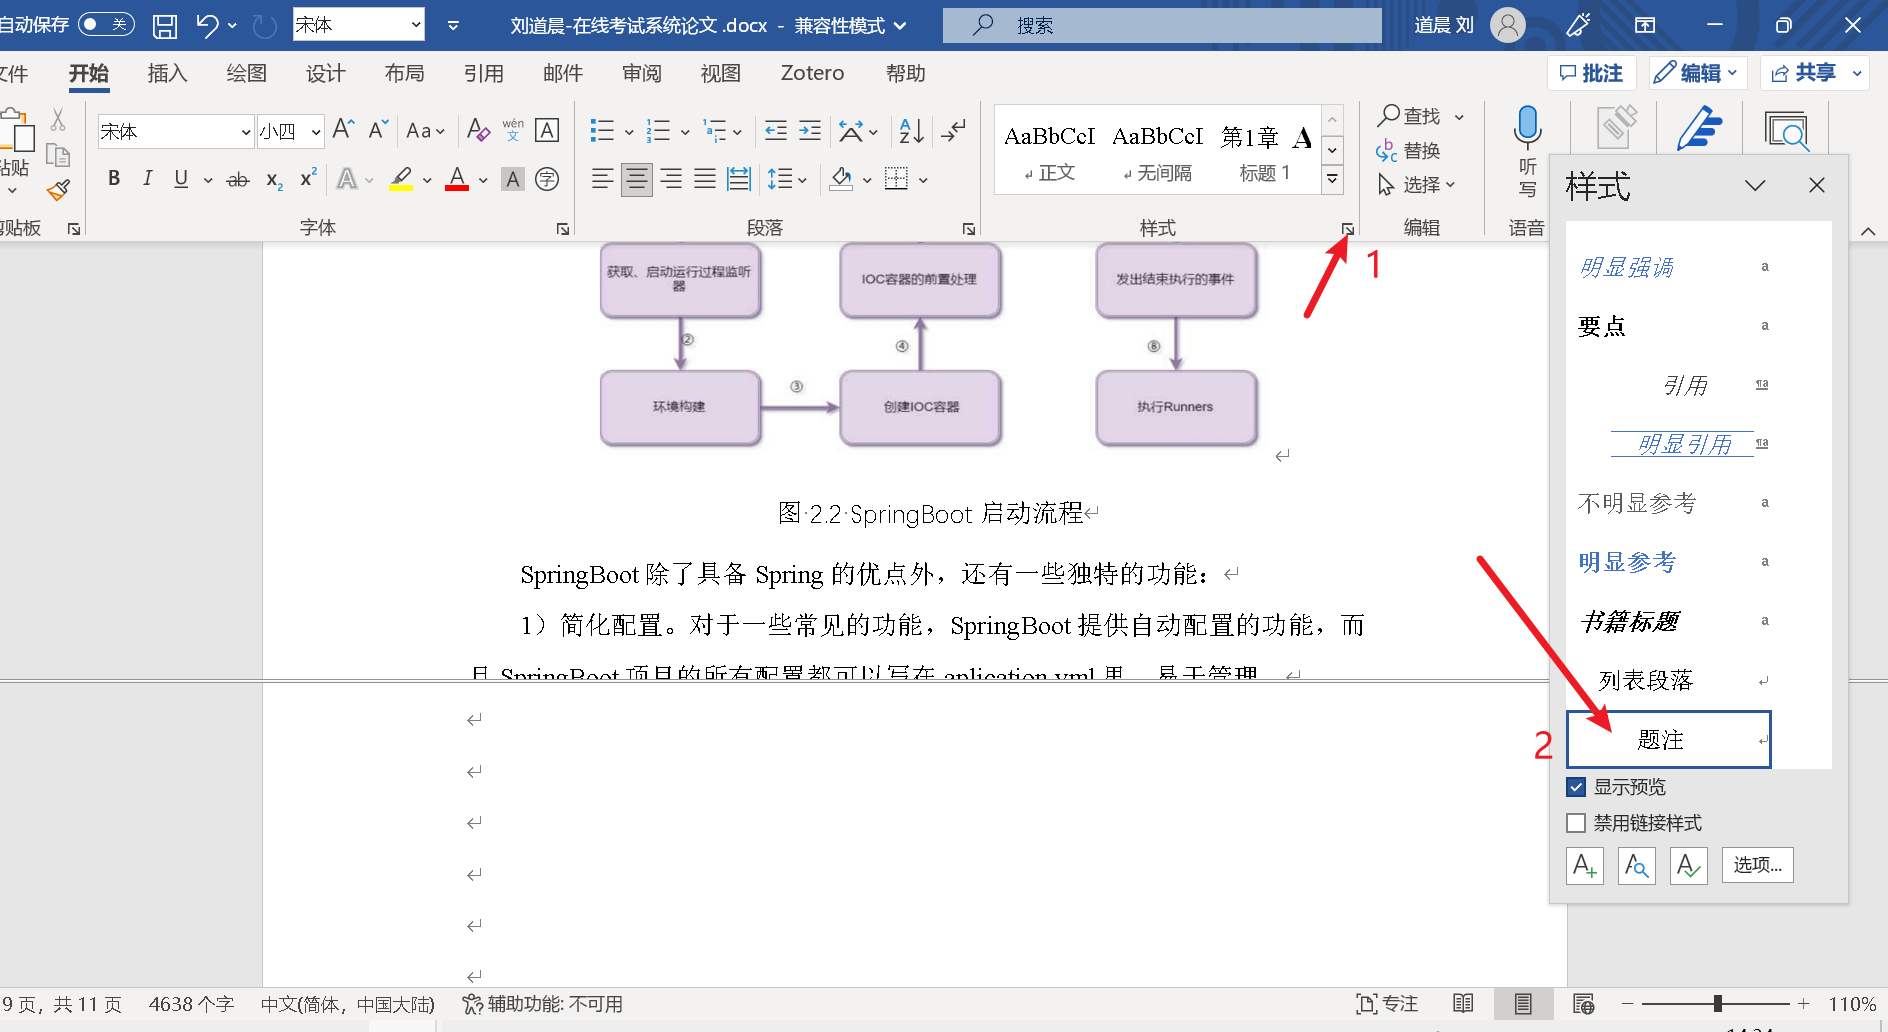 自动保存 关 宋体 刘道晨-在线考试系统论文 .docx - 兼容性模式 搜索 道晨 刘
文件 开始 插入 绘图 设计 布局 引用 邮件 审阅 视图 Zotero 帮助 批注 编辑 共享
粘贴 宋体 小四 A A Aa wén 文 A
B I U ab x2 x2 A A A 字
AaBbCcI AaBbCcI 第1章 A
正文 无间隔 标题 1
查找
替换
选择
听写
剪贴板 字体 段落 样式 编辑 语音
1
获取、启动运行过程监听器
IOC容器的前置处理
发出结束执行的事件
② ④ ⑧
③
环境构建
创建IOC容器
执行Runners
图·2.2·SpringBoot 启动流程
SpringBoot 除了具备 Spring 的优点外，还有一些独特的功能：
1）简化配置。对于一些常见的功能，SpringBoot 提供自动配置的功能，而
且 SpringBoot 项目的所有配置都可以写在 aplication.yml 里，易于管理。
样式
明显强调 a
要点 a
引用 ¶a
明显引用 ¶a
不明显参考 a
明显参考 a
书籍标题 a
列表段落
2 题注
显示预览
禁用链接样式
选项...
9 页，共 11 页 4638 个字 中文(简体，中国大陆) 辅助功能: 不可用 专注 110%